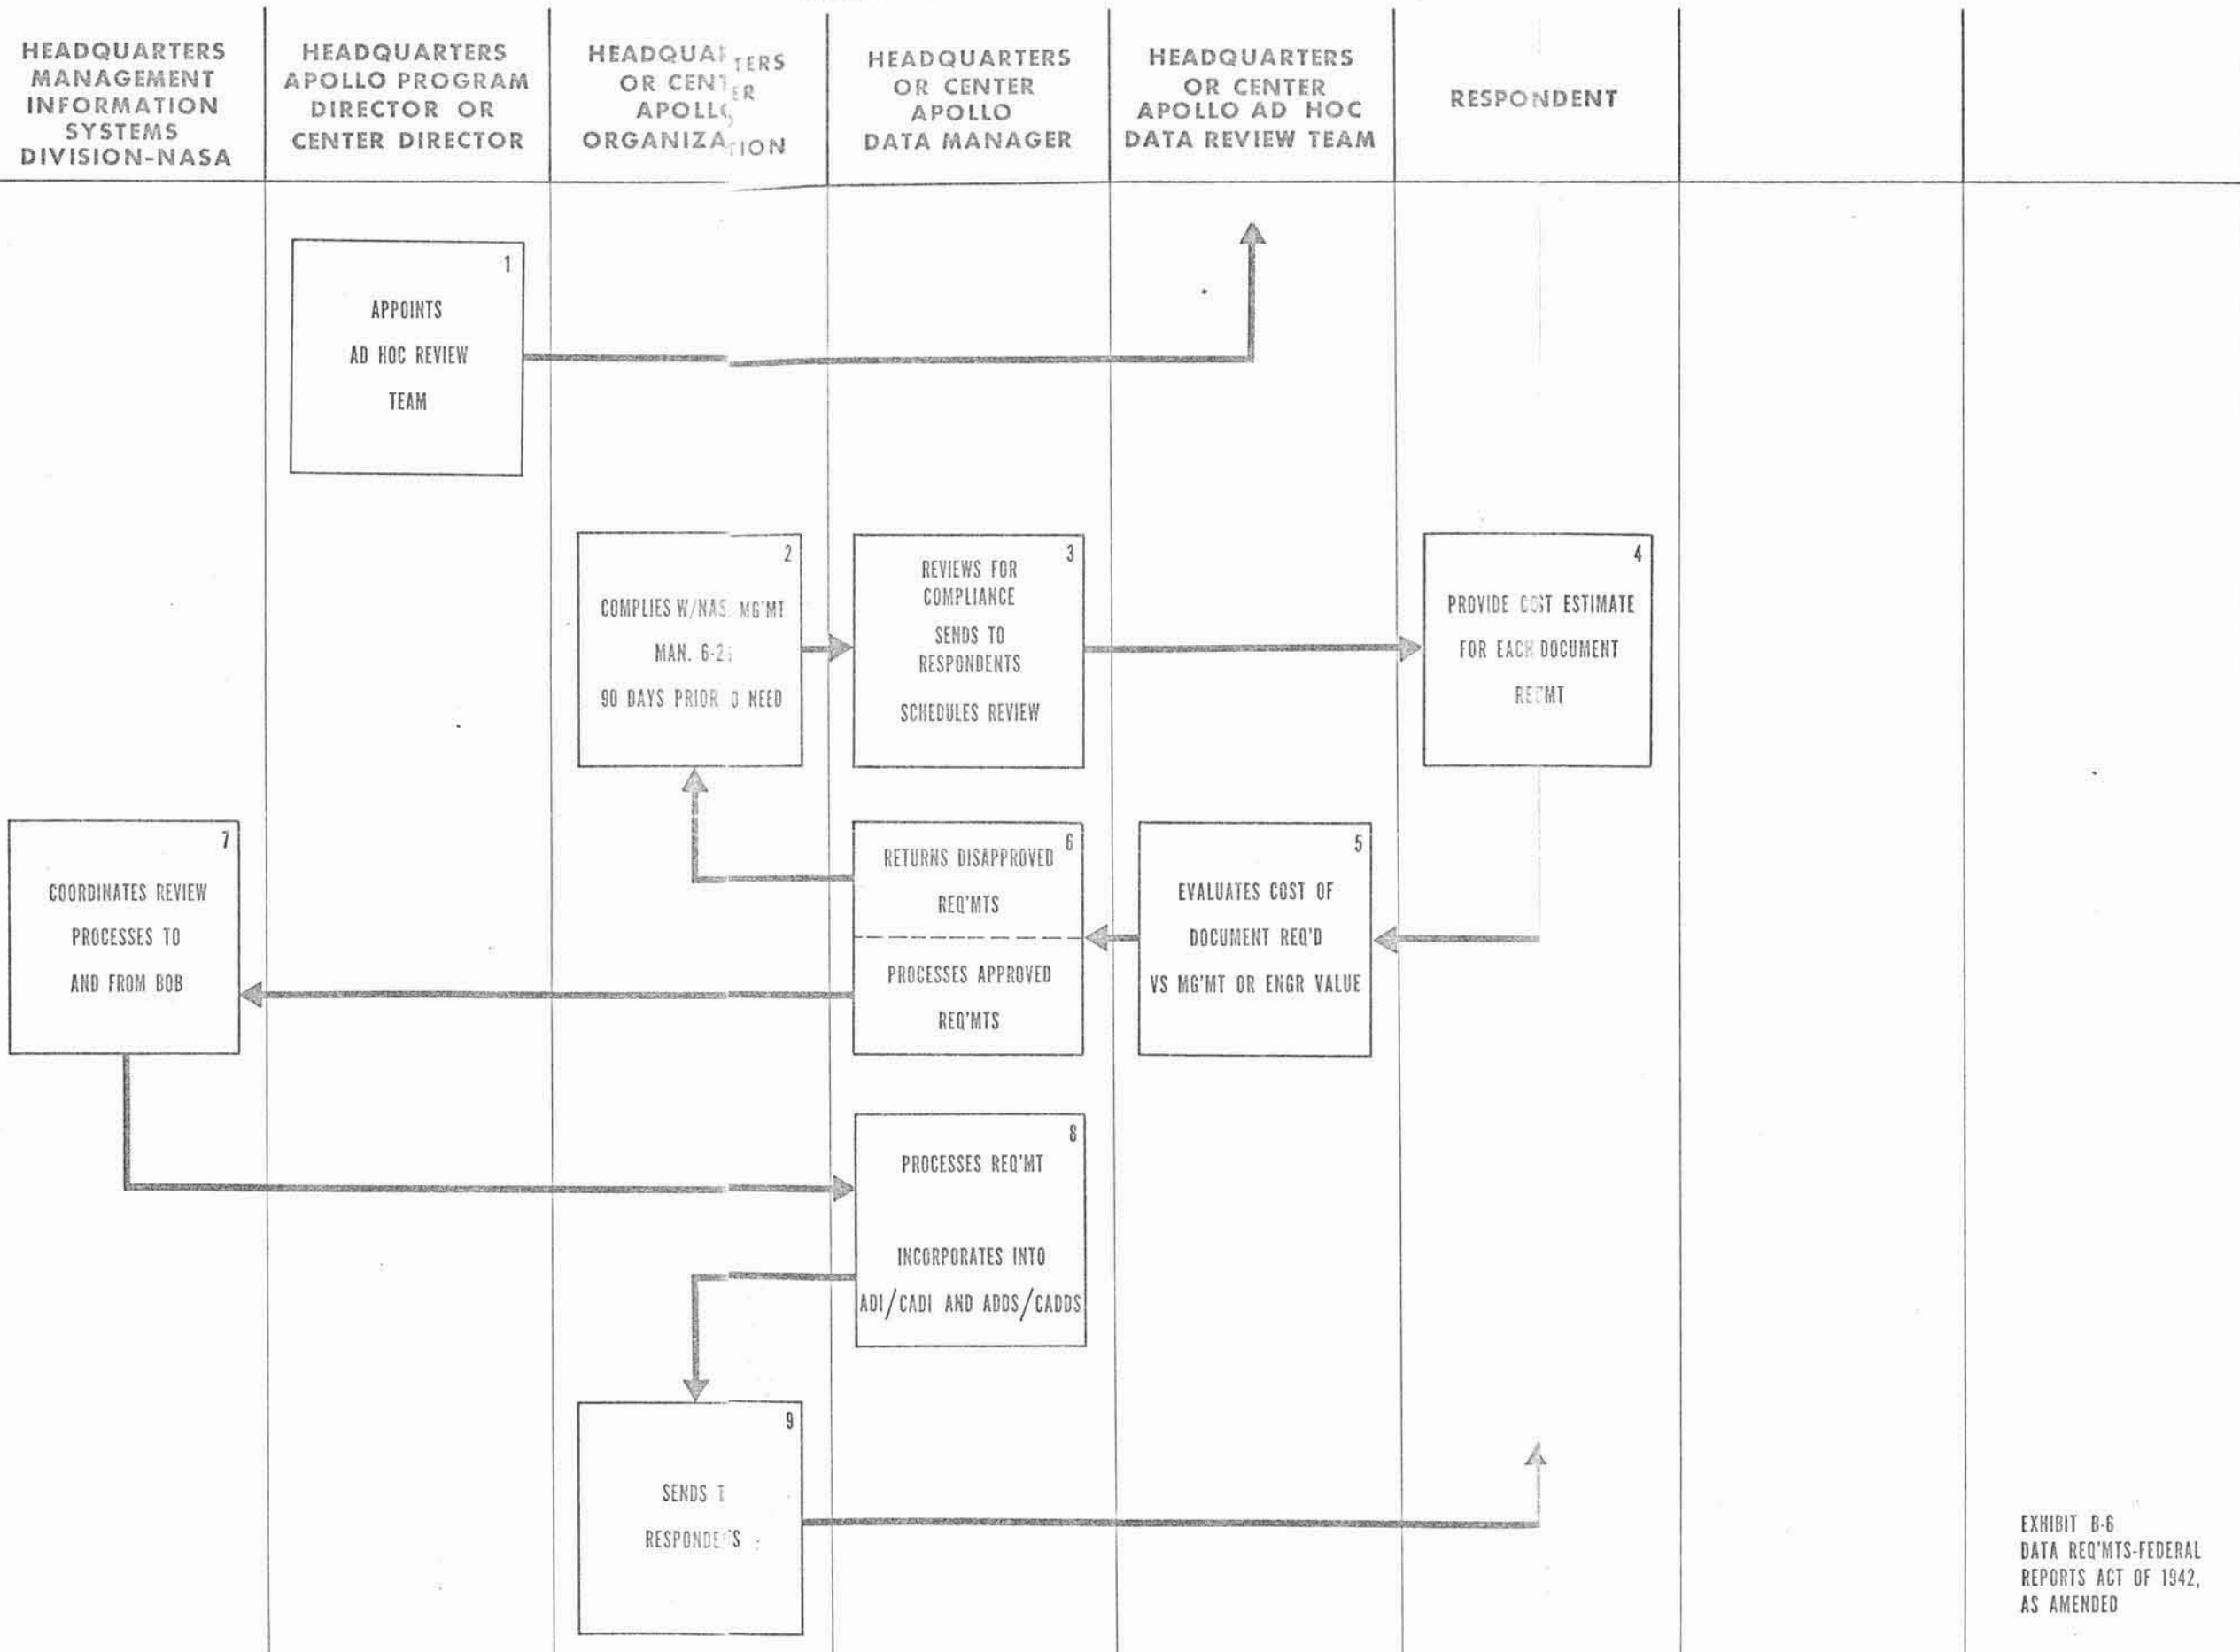 HEADQUARTERS
MANAGEMENT
INFORMATION
SYSTEMS
DIVISION-NASA
HEADQUARTERS
APOLLO PROGRAM
DIRECTOR OR
CENTER DIRECTOR
HEADQUARTERS
OR CENTER
APOLLO
ORGANIZATION
HEADQUARTERS
OR CENTER
APOLLO
DATA MANAGER
HEADQUARTERS
OR CENTER
APOLLO AD HOC
DATA REVIEW TEAM
RESPONDENT
1
APPOINTS
AD HOC REVIEW
TEAM
2
COMPLIES W/NAS MG'MT
MAN. 6-2
90 DAYS PRIOR O NEED
3
REVIEWS FOR
COMPLIANCE
SENDS TO
RESPONDENTS
SCHEDULES REVIEW
4
PROVIDE COST ESTIMATE
FOR EACH DOCUMENT
REQMT
7
COORDINATES REVIEW
PROCESSES TO
AND FROM BOB
6
RETURNS DISAPPROVED
REQ'MTS
PROCESSES APPROVED
REQ'MTS
5
EVALUATES COST OF
DOCUMENT REQ'D
VS MG'MT OR ENGR VALUE
8
PROCESSES REQ'MT
INCORPORATES INTO
ADI/CADI AND ADDS/CADDS
9
SENDS T
RESPONDE'S
EXHIBIT B-6
DATA REQ'MTS-FEDERAL
REPORTS ACT OF 1942,
AS AMENDED